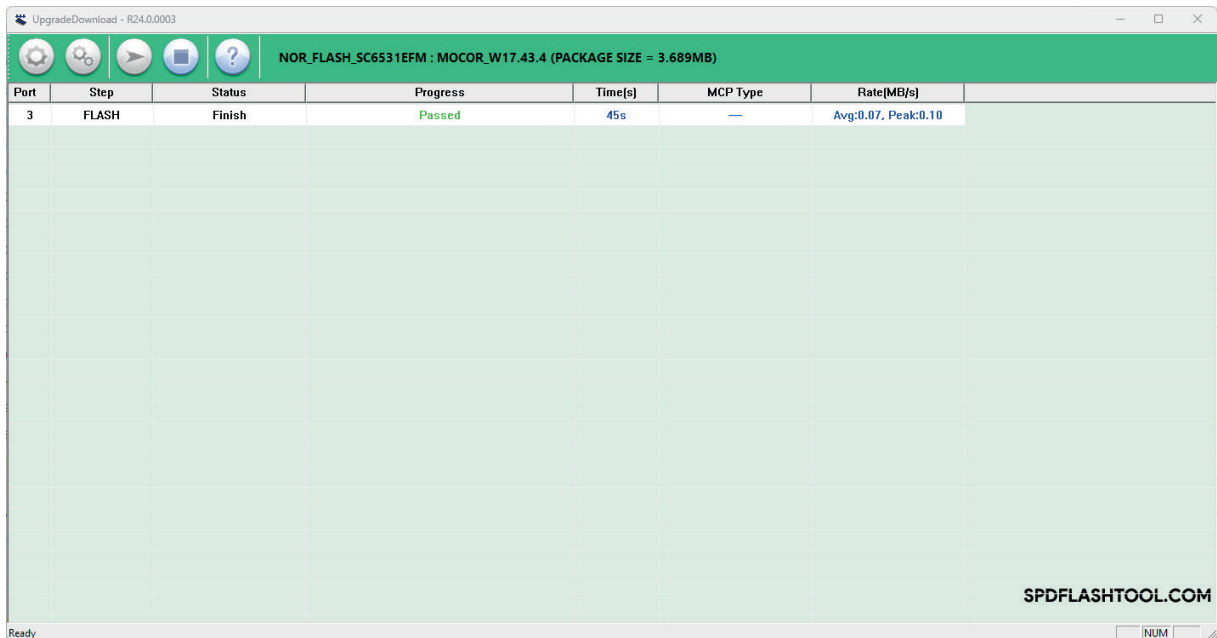 UpgradeDownload - R24.0.0003
NOR_FLASH_SC6531EFM : MOCOR_W17.43.4 (PACKAGE SIZE = 3.689MB)
Port Step Status Progress Time(s) MCP Type Rate(MB/s)
3 FLASH Finish Passed 45s — Avg:0.07, Peak:0.10
SPDFLASHTOOL.COM
Ready NUM